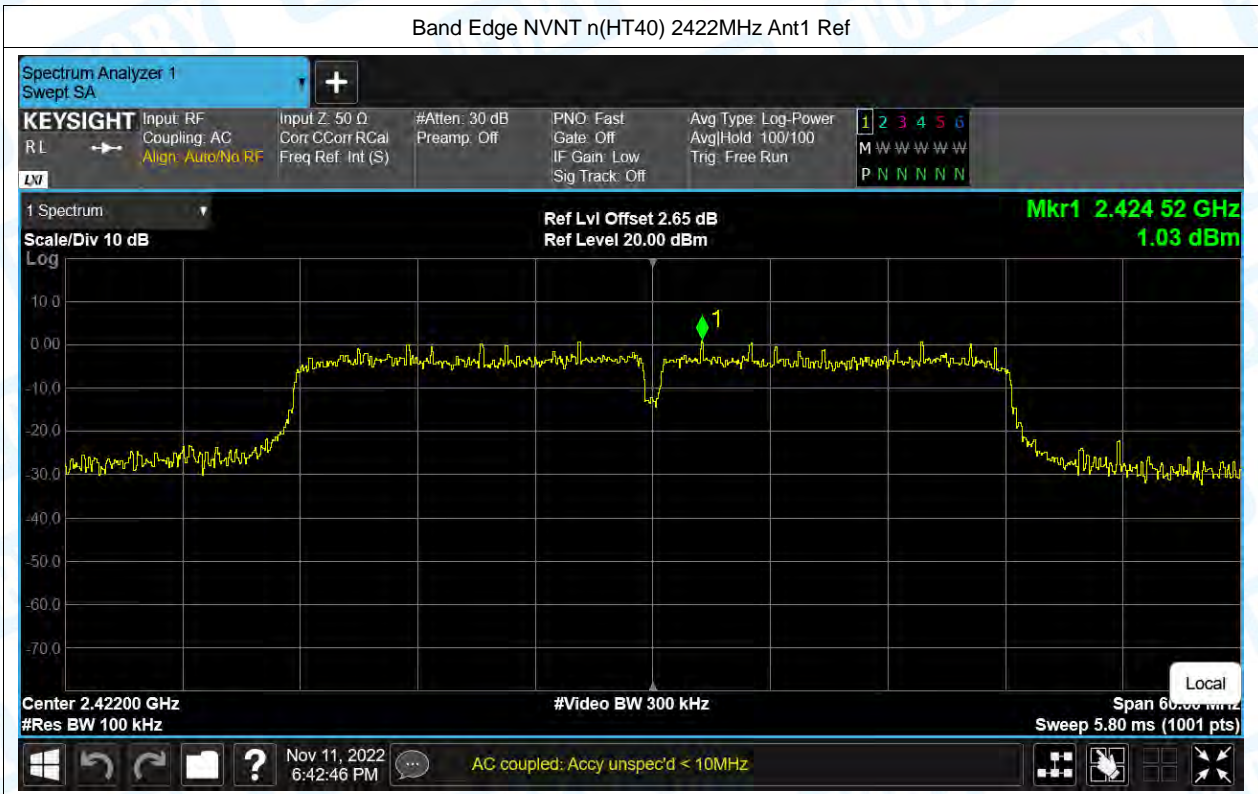 Band Edge NVNT n(HT40) 2422MHz Ant1 Ref
Spectrum Analyzer 1
Swept SA
+
KEYSIGHT
RL
LXI
Input: RF
Coupling: AC
Align: Auto/No RF
Input Z: 50 Ω
Corr CCorr RCal
Freq Ref: Int (S)
#Atten: 30 dB
Preamp: Off
PNO: Fast
Gate: Off
IF Gain: Low
Sig Track: Off
Avg Type: Log-Power
Avg|Hold: 100/100
Trig: Free Run
1 2 3 4 5 6
M W W W W W
P N N N N N
1 Spectrum
Scale/Div 10 dB
Log
Ref Lvl Offset 2.65 dB
Ref Level 20.00 dBm
Mkr1 2.424 52 GHz
1.03 dBm
1
10.0
0.00
-10.0
-20.0
-30.0
-40.0
-50.0
-60.0
-70.0
Local
Center 2.42200 GHz
#Res BW 100 kHz
#Video BW 300 kHz
Span 60.00 MHz
Sweep 5.80 ms (1001 pts)
?
Nov 11, 2022
6:42:46 PM
AC coupled: Accy unspec'd < 10MHz